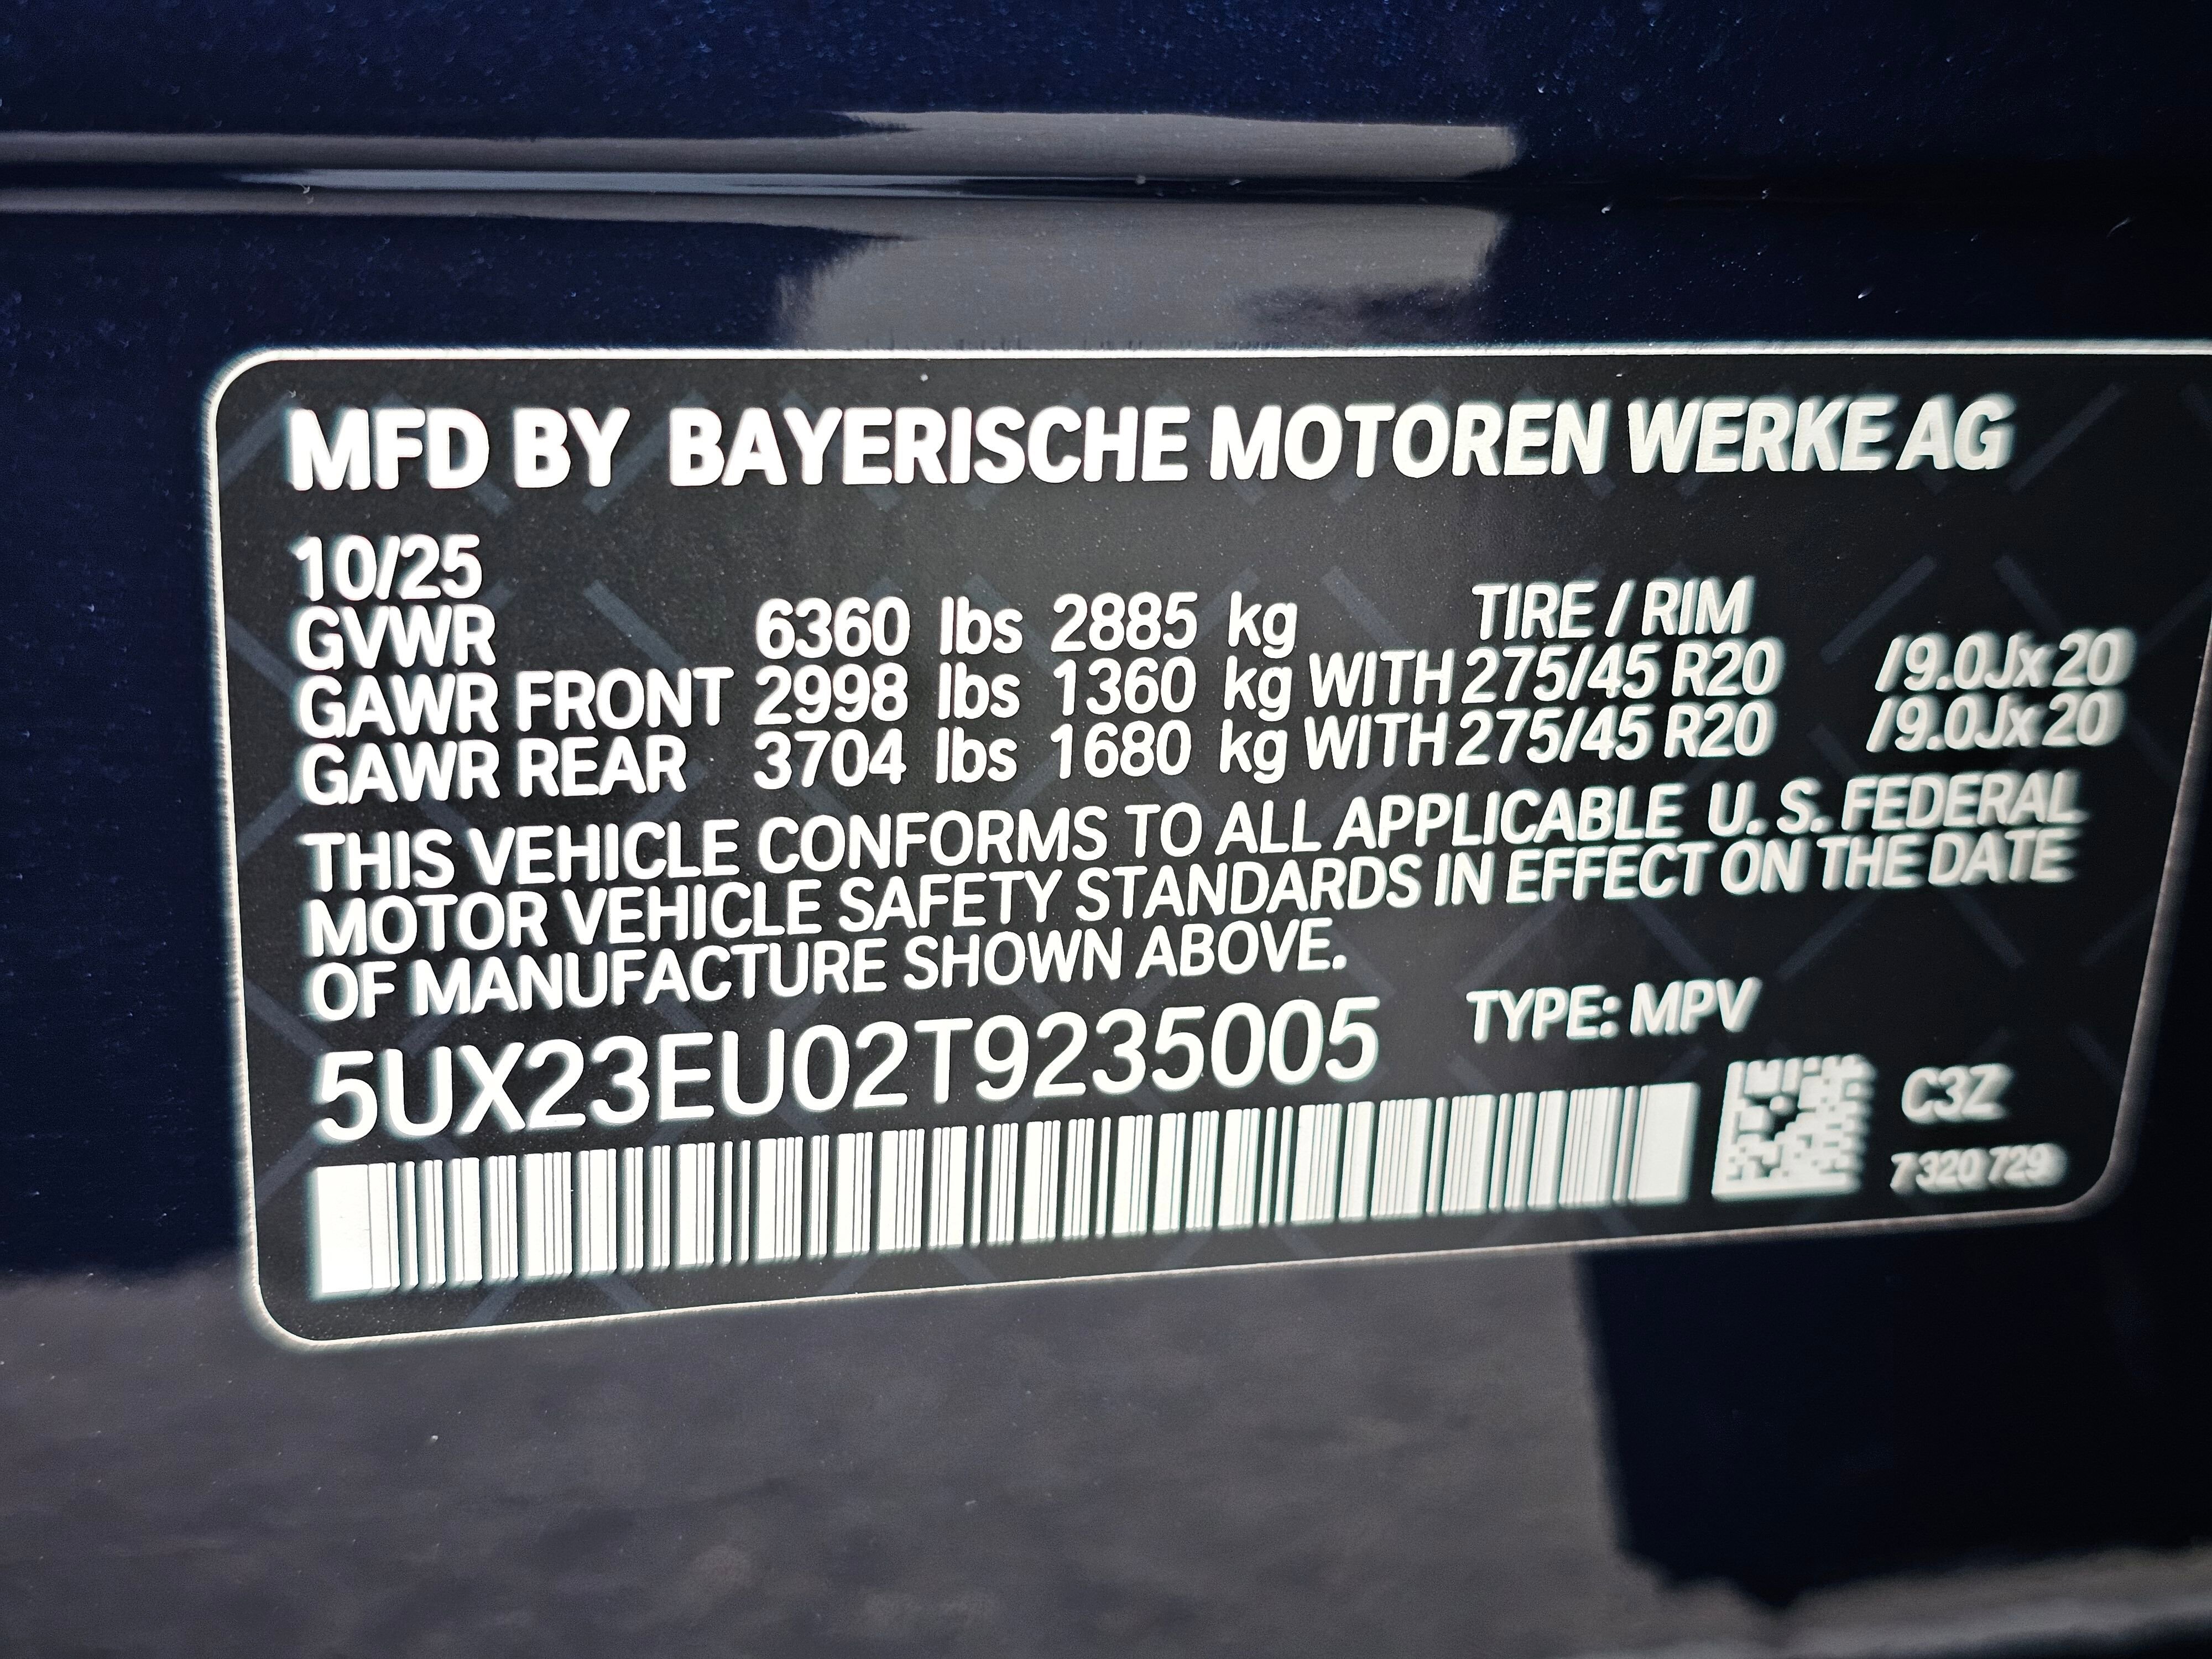 MFD BY BAYERISCHE MOTOREN WERKE AG
10/25
GVWR 6360 lbs 2885 kg TIRE / RIM
GAWR FRONT 2998 lbs 1360 kg WITH 275/45 R20 /9.0Jx20
GAWR REAR 3704 lbs 1680 kg WITH 275/45 R20 /9.0Jx20
THIS VEHICLE CONFORMS TO ALL APPLICABLE U. S. FEDERAL
MOTOR VEHICLE SAFETY STANDARDS IN EFFECT ON THE DATE
OF MANUFACTURE SHOWN ABOVE.
5UX23EU02T9235005 TYPE: MPV
C3Z
7 320 729